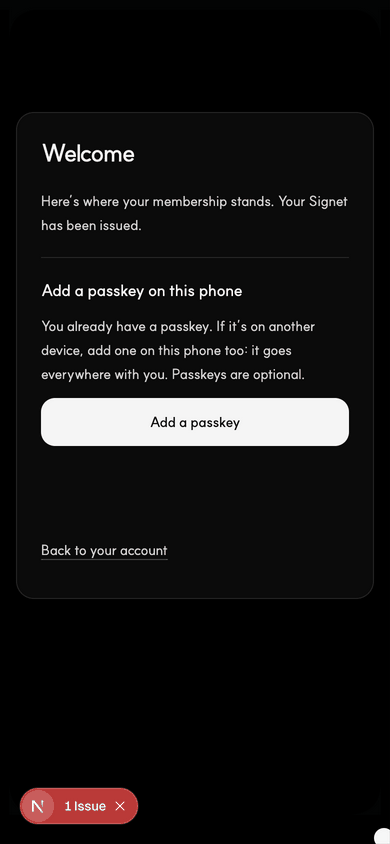 Welcome
Here's where your membership stands. Your Signet
has been issued.
Add a passkey on this phone
You already have a passkey. If it's on another
device, add one on this phone too: it goes
everywhere with you. Passkeys are optional.
Add a passkey
Back to your account
N 1 Issue